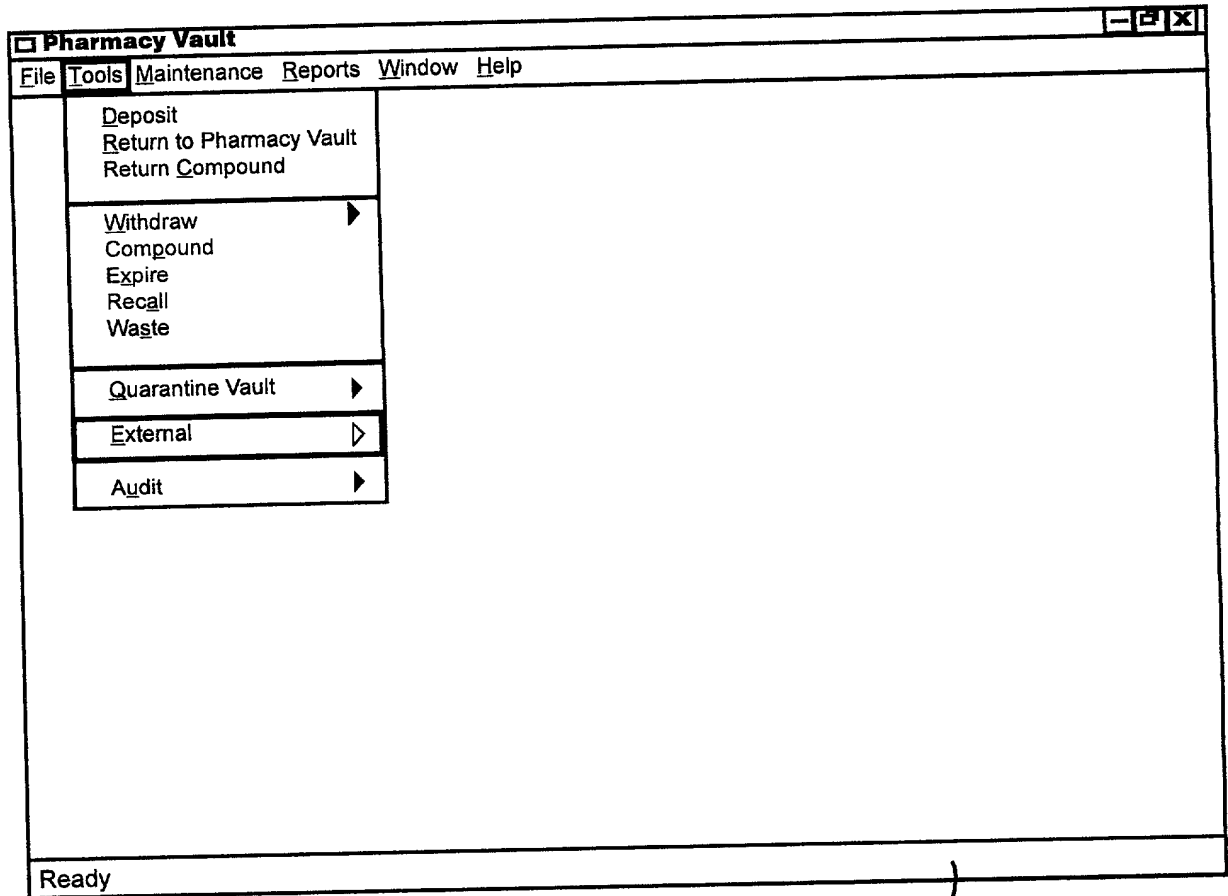 Pharmacy Vault
File Tools Maintenance Reports Window Help
Deposit
Return to Pharmacy Vault
Return Compound
Withdraw
Compound
Expire
Recall
Waste
Quarantine Vault
External
Audit
Ready